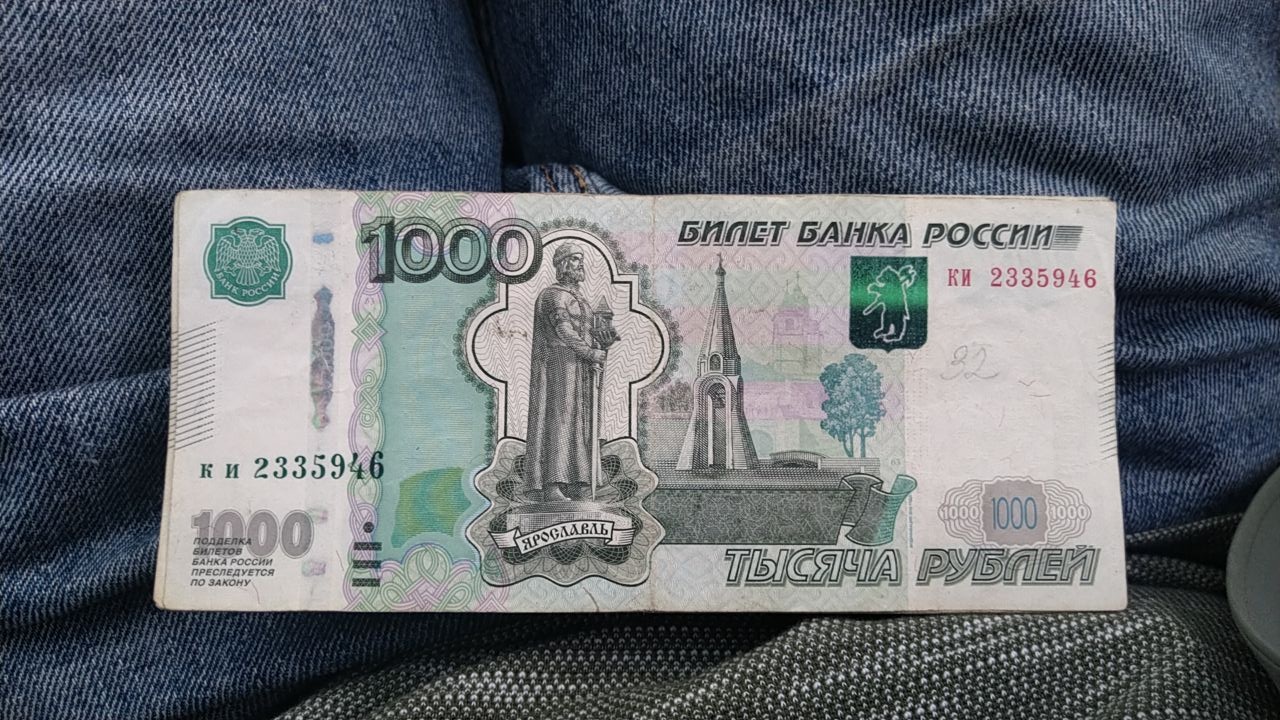 БАНК РОССИИ
1000
БИЛЕТ БАНКА РОССИИ
ки 2335946
32
ки 2335946
1000
ПОДДЕЛКА
БИЛЕТОВ
БАНКА РОССИИ
ПРЕСЛЕДУЕТСЯ
ПО ЗАКОНУ
ЯРОСЛАВЛЬ
1000 1000 1000
ТЫСЯЧА РУБЛЕЙ